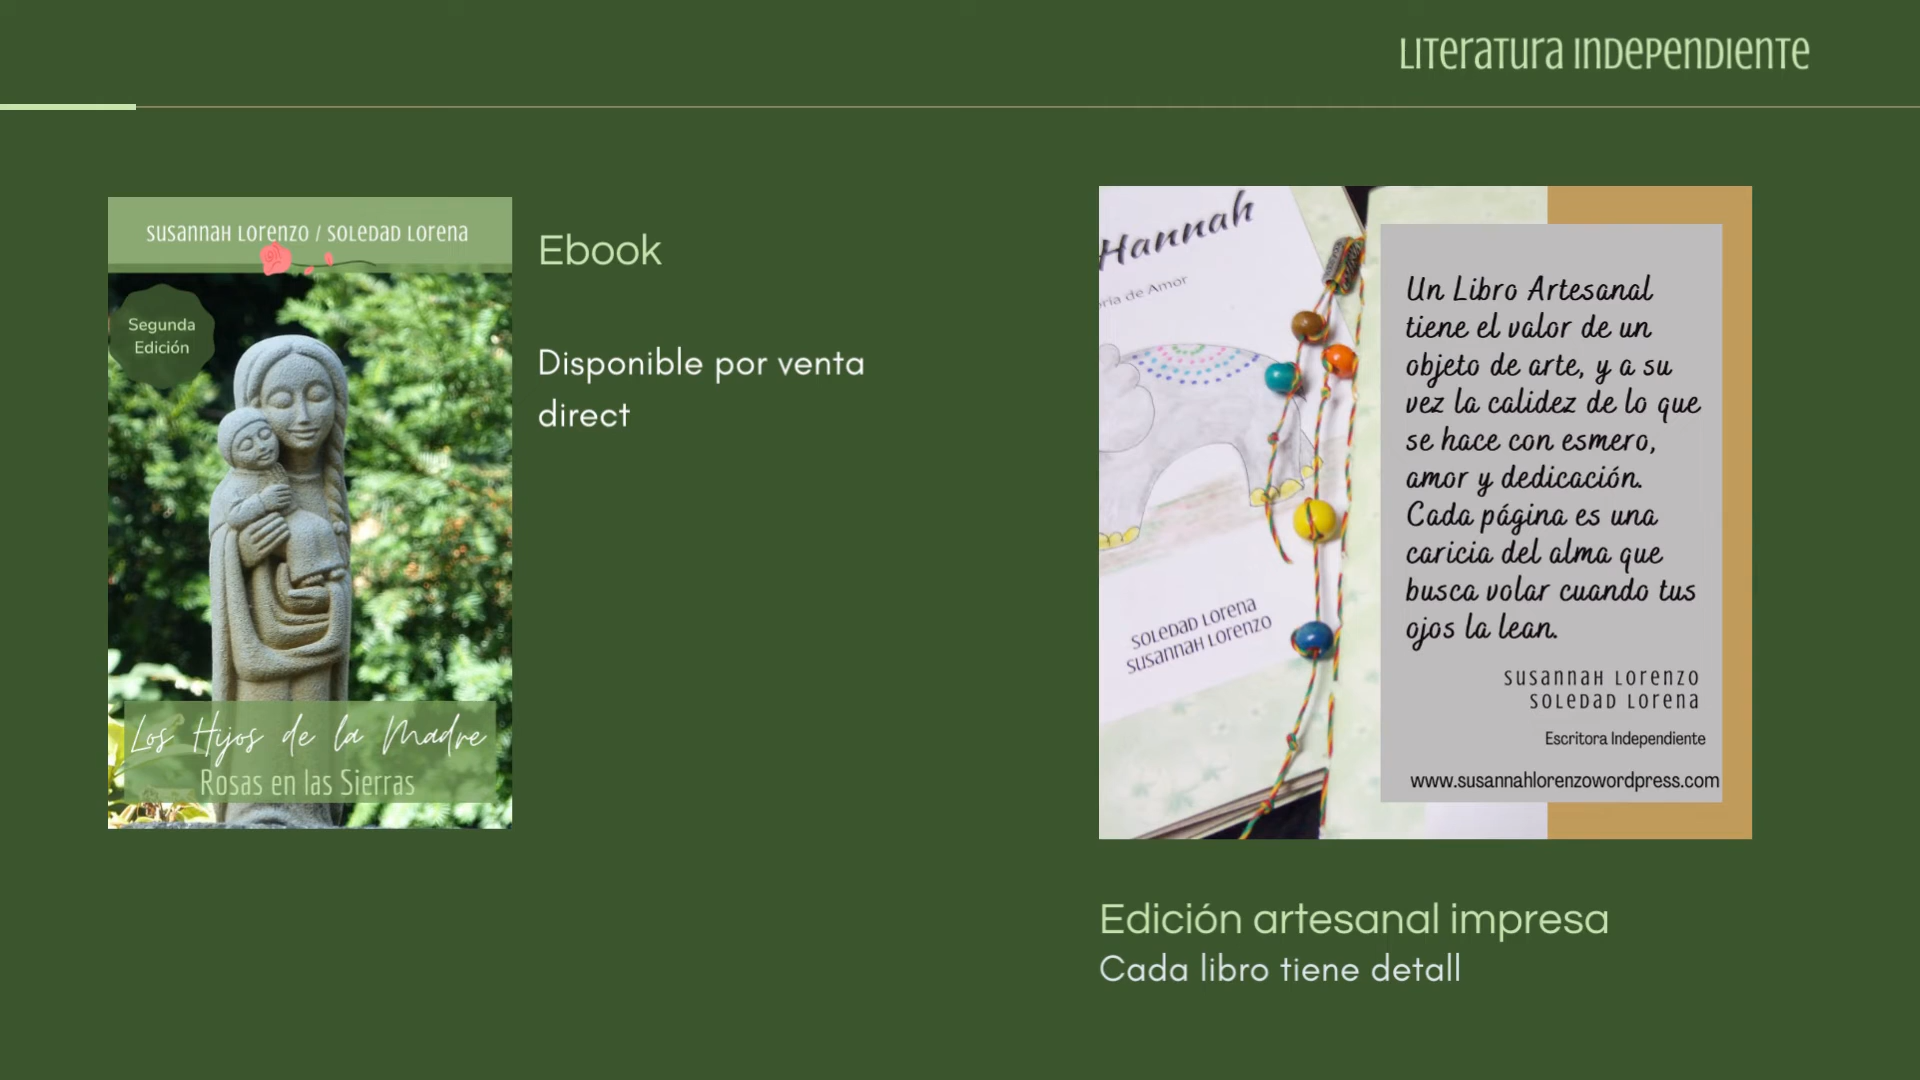 Literatura Independiente
Susannah Lorenzo / Soledad Lorena
Segunda
Edición
Los Hijos de la Madre
Rosas en las Sierras
Ebook
Disponible por venta
direct
Hannah
ria de Amor
Soledad Lorena
Susannah Lorenzo
Un Libro Artesanal
tiene el valor de un
objeto de arte, y a su
vez la calidez de lo que
se hace con esmero,
amor y dedicación.
Cada página es una
caricia del alma que
busca volar cuando tus
ojos la lean.
Susannah Lorenzo
Soledad Lorena
Escritora Independiente
www.susannahlorenzowordpress.com
Edición artesanal impresa
Cada libro tiene detall